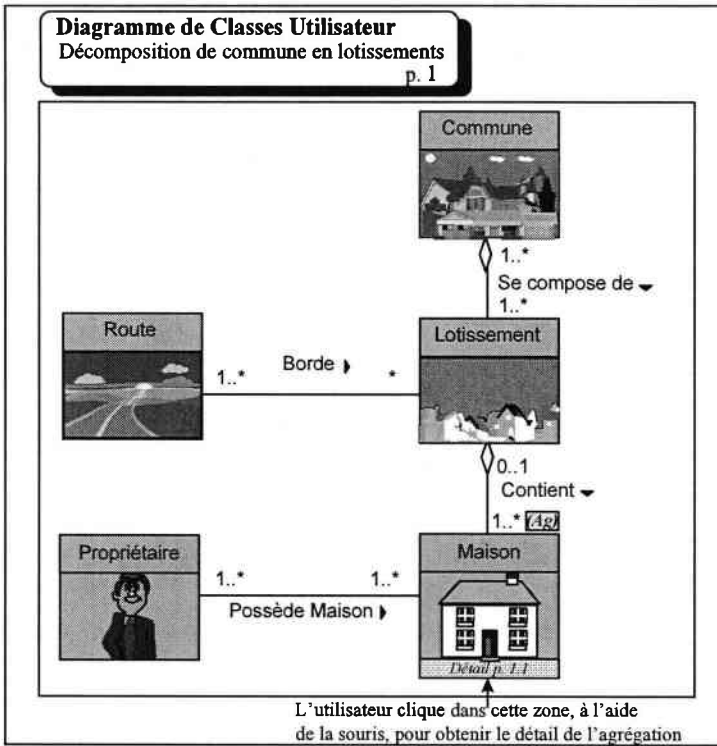 Diagramme de Classes Utilisateur
Décomposition de commune en lotissements
p. 1
Commune
1..*
Se compose de
1..*
Route
Lotissement
Borde
1..*
*
0..1
Contient
1..* (Ag)
Propriétaire
Maison
1..*
1..*
Possède Maison
Détail p. 1.1
L'utilisateur clique dans cette zone, à l'aide
de la souris, pour obtenir le détail de l'agrégation